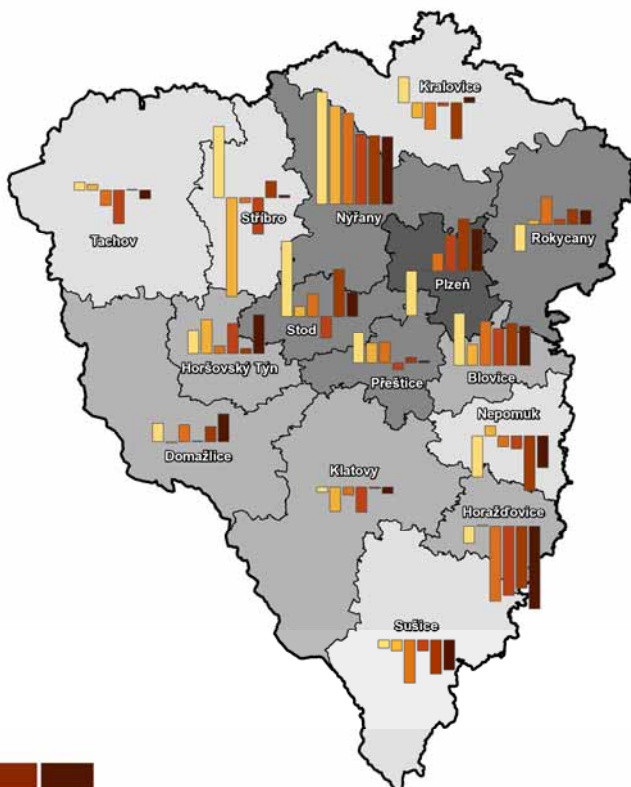 Kralovice
Tachov
Stříbro
Nýřany
Plzeň
Rokycany
Stod
Horšovský Týn
Přeštice
Blovice
Nepomuk
Domažlice
Klatovy
Horažďovice
Sušice